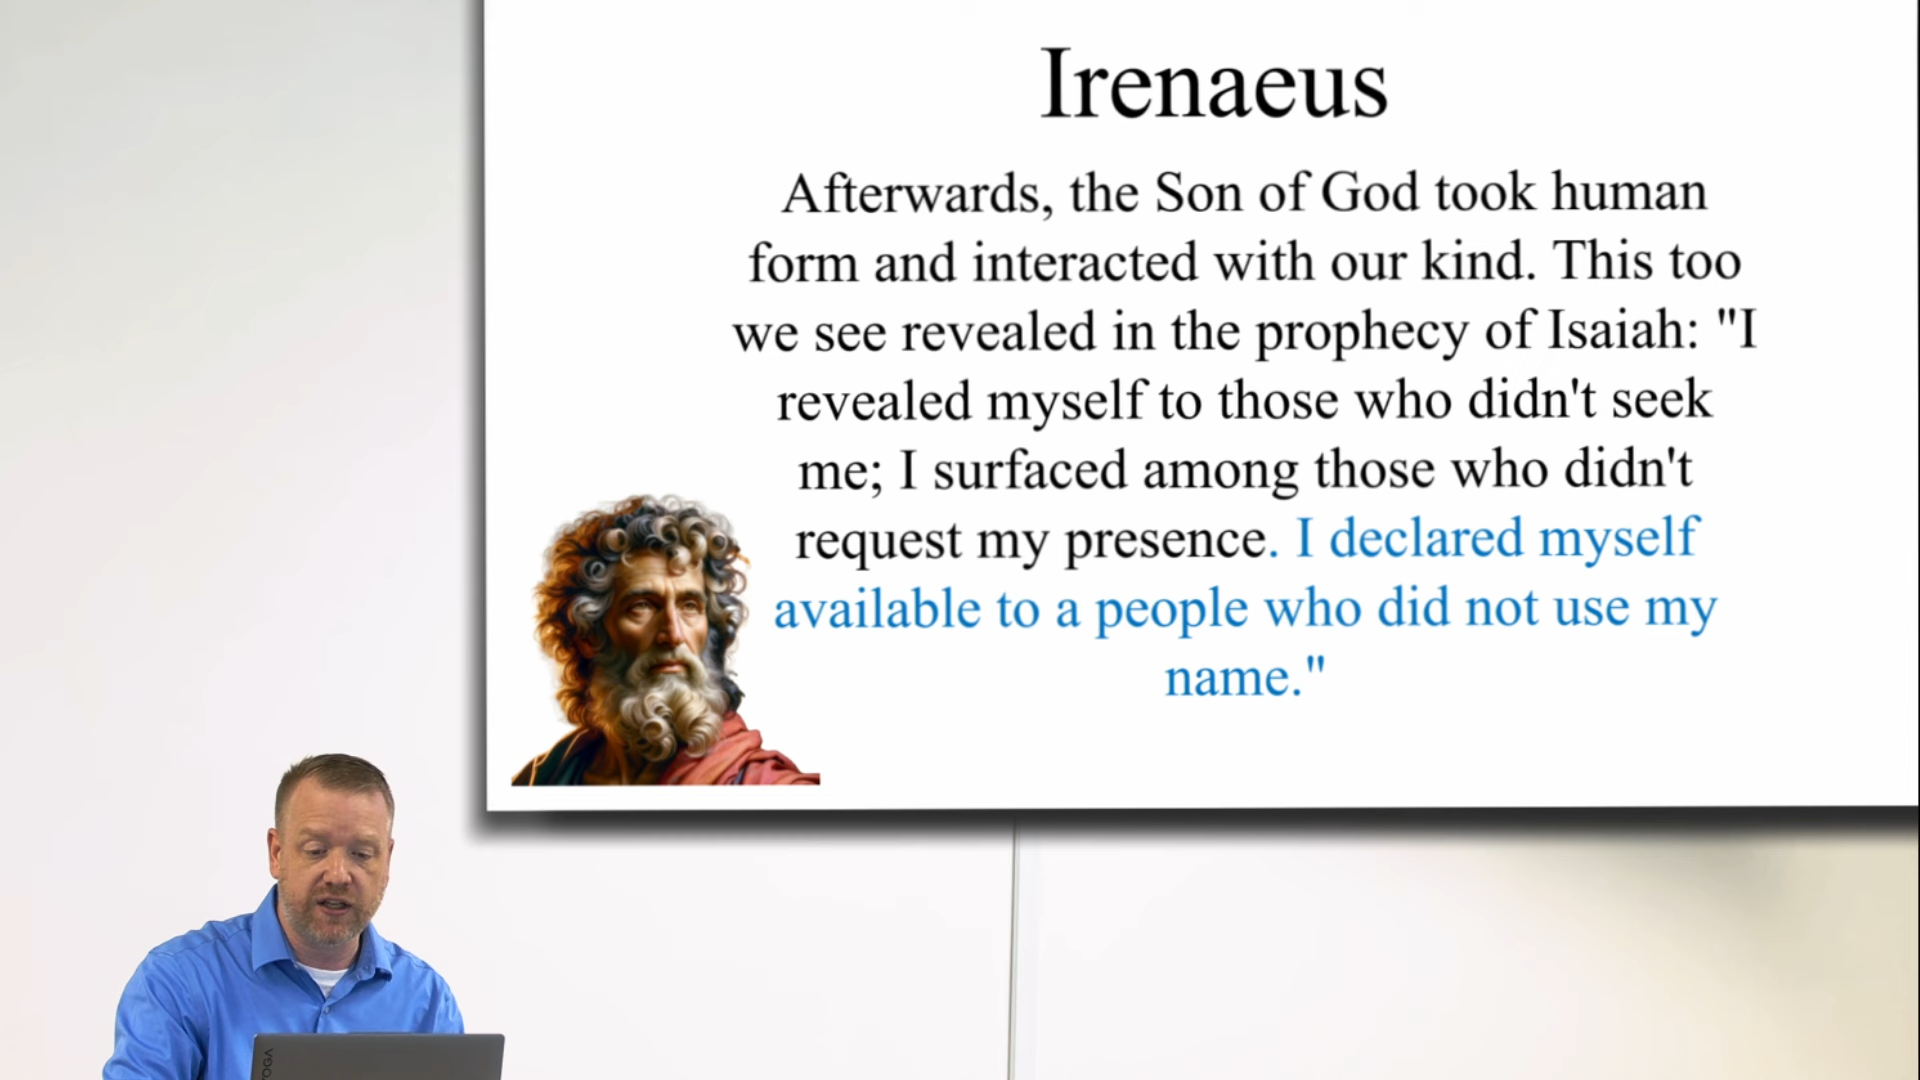 Irenaeus
Afterwards, the Son of God took human
form and interacted with our kind. This too
we see revealed in the prophecy of Isaiah: "I
revealed myself to those who didn't seek
me; I surfaced among those who didn't
request my presence. I declared myself
available to a people who did not use my
name."
YOGA